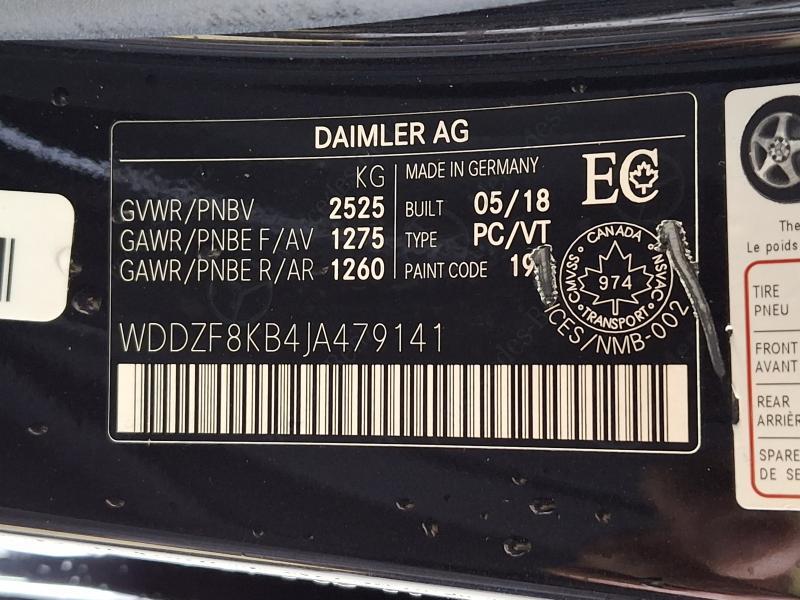 DAIMLER AG
KG
GVWR/PNBV 2525
GAWR/PNBE F/AV 1275
GAWR/PNBE R/AR 1260
MADE IN GERMANY
BUILT 05/18
TYPE PC/VT
PAINT CODE
EC
CANADA
CMVSS 974 NSVAC
TRANSPORT
ICES/NMB-002
WDDZF8KB4JA479141
The
Le poids
TIRE
PNEU
FRONT
AVANT
REAR
ARRIÈR
SPARE
DE SE